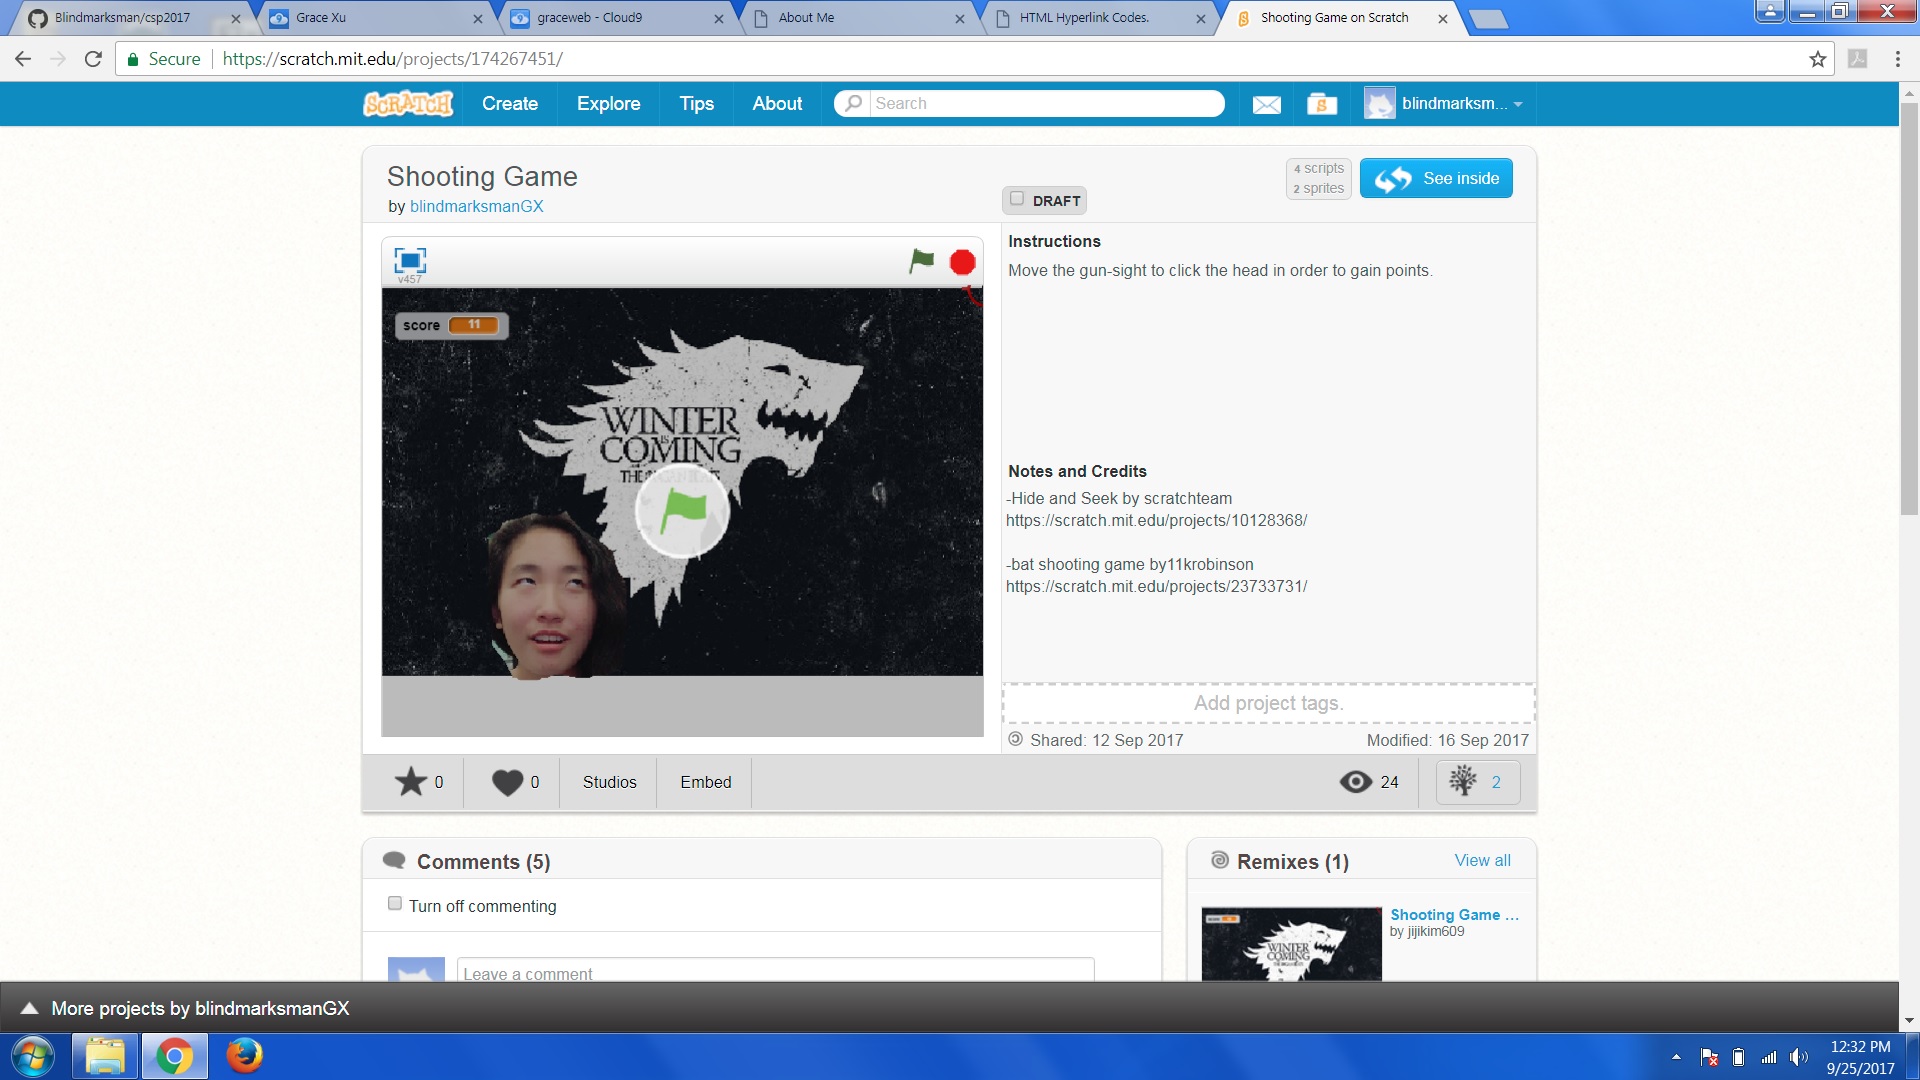 Blindmarksman/csp2017
Grace Xu
graceweb - Cloud9
About Me
HTML Hyperlink Codes.
Shooting Game on Scratch
Secure
https://scratch.mit.edu/projects/174267451/
SCRATCH
Create
Explore
Tips
About
Search
blindmarksm...
Shooting Game
by blindmarksmanGX
DRAFT
4 scripts
2 sprites
See inside
v457
score 11
WINTER
IS
COMING
THE
Instructions
Move the gun-sight to click the head in order to gain points.
Notes and Credits
-Hide and Seek by scratchteam
https://scratch.mit.edu/projects/10128368/
-bat shooting game by11krobinson
https://scratch.mit.edu/projects/23733731/
Add project tags.
Shared: 12 Sep 2017
Modified: 16 Sep 2017
0
0
Studios
Embed
24
2
Comments (5)
Turn off commenting
Leave a comment
Remixes (1)
View all
WINTER
COMING
Shooting Game ...
by jijikim609
More projects by blindmarksmanGX
12:32 PM
9/25/2017